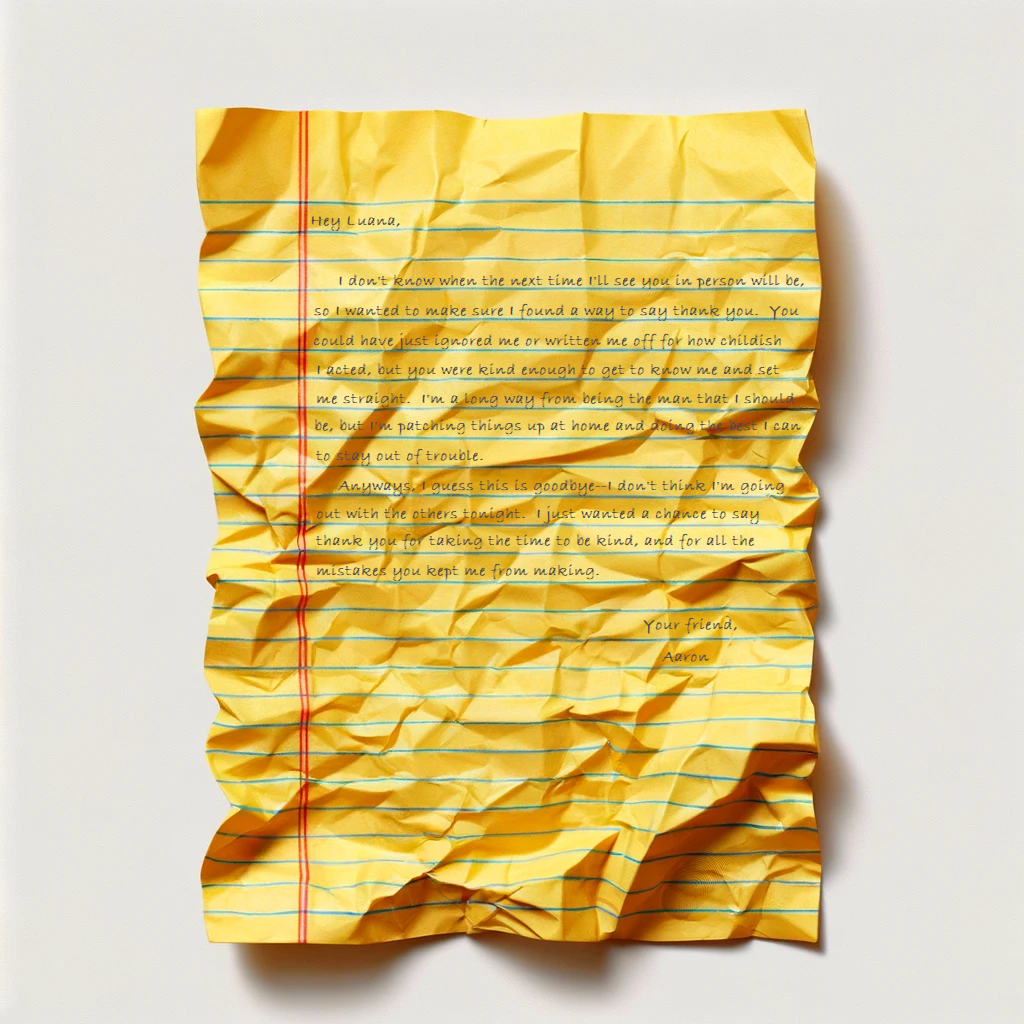 Hey Luana,
I don't know when the next time I'll see you in person will be,
so I wanted to make sure I found a way to say thank you.  You
could have just ignored me or written me off for how childish
I acted, but you were kind enough to get to know me and set
me straight.  I'm a long way from being the man that I should
be, but I'm patching things up at home and doing the best I can
to stay out of trouble.
Anyways, I guess this is goodbye--I don't think I'm going
out with the others tonight.  I just wanted a chance to say
thank you for taking the time to be kind, and for all the
mistakes you kept me from making.
Your friend,
Aaron